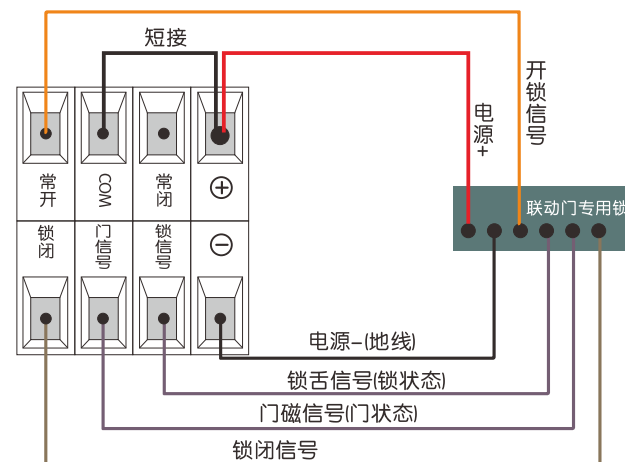 短接
开锁信号
电源+
常开
COM
常闭
⊕
联动门专用锁
锁闭
门信号
锁信号
⊖
电源-(地线)
锁舌信号(锁状态)
门磁信号(门状态)
锁闭信号